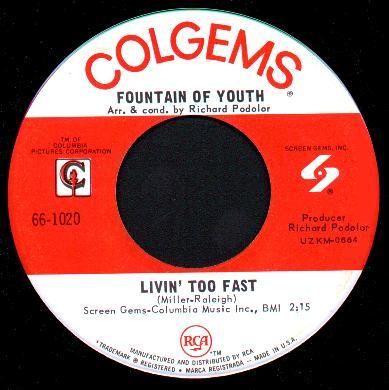 COLGEMS
®
FOUNTAIN OF YOUTH
Arr. & cond. by Richard Podolor
TM. OF
COLUMBIA
PICTURES CORPORATION
SCREEN GEMS, INC.
C
S
66-1020
Producer
Richard Podolor
UZKM-0664
LIVIN' TOO FAST
(Miller-Raleigh)
Screen Gems-Columbia Music Inc., BMI 2:15
RCA
™
TRADEMARK ® REGISTERED • MARCA REGISTRADA — MADE IN U.S.A.
MANUFACTURED AND DISTRIBUTED BY RCA